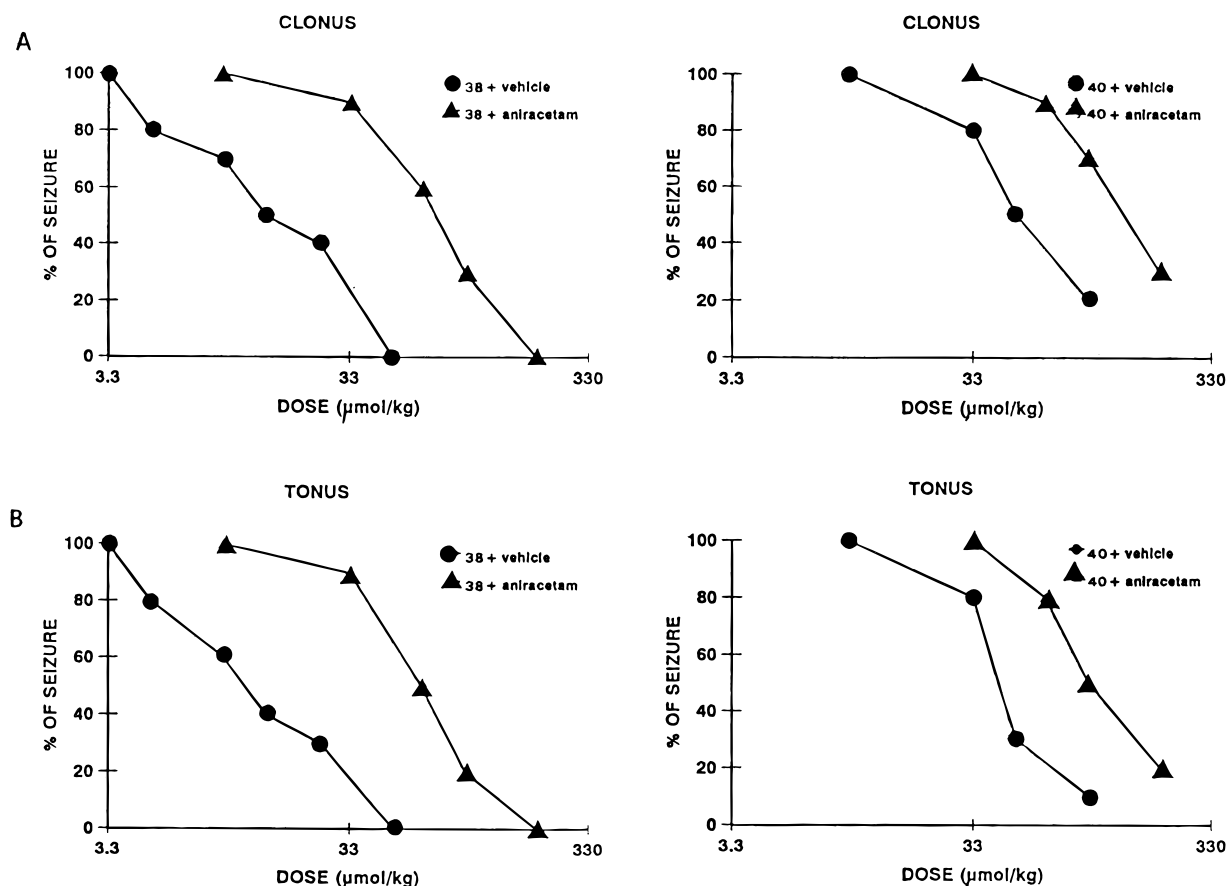 A
CLONUS
100
80
60
40
20
0
% OF SEIZURE
38 + vehicle
38 + aniracetam
3.3
33
330
DOSE (µmol/kg)
CLONUS
100
80
60
40
20
0
% OF SEIZURE
40 + vehicle
40 + aniracetam
3.3
33
330
DOSE (µmol/kg)
B
TONUS
100
80
60
40
20
0
% OF SEIZURE
38 + vehicle
38 + aniracetam
3.3
33
330
DOSE (µmol/kg)
TONUS
100
80
60
40
20
0
% OF SEIZURE
40 + vehicle
40 + aniracetam
3.3
33
330
DOSE (µmol/kg)